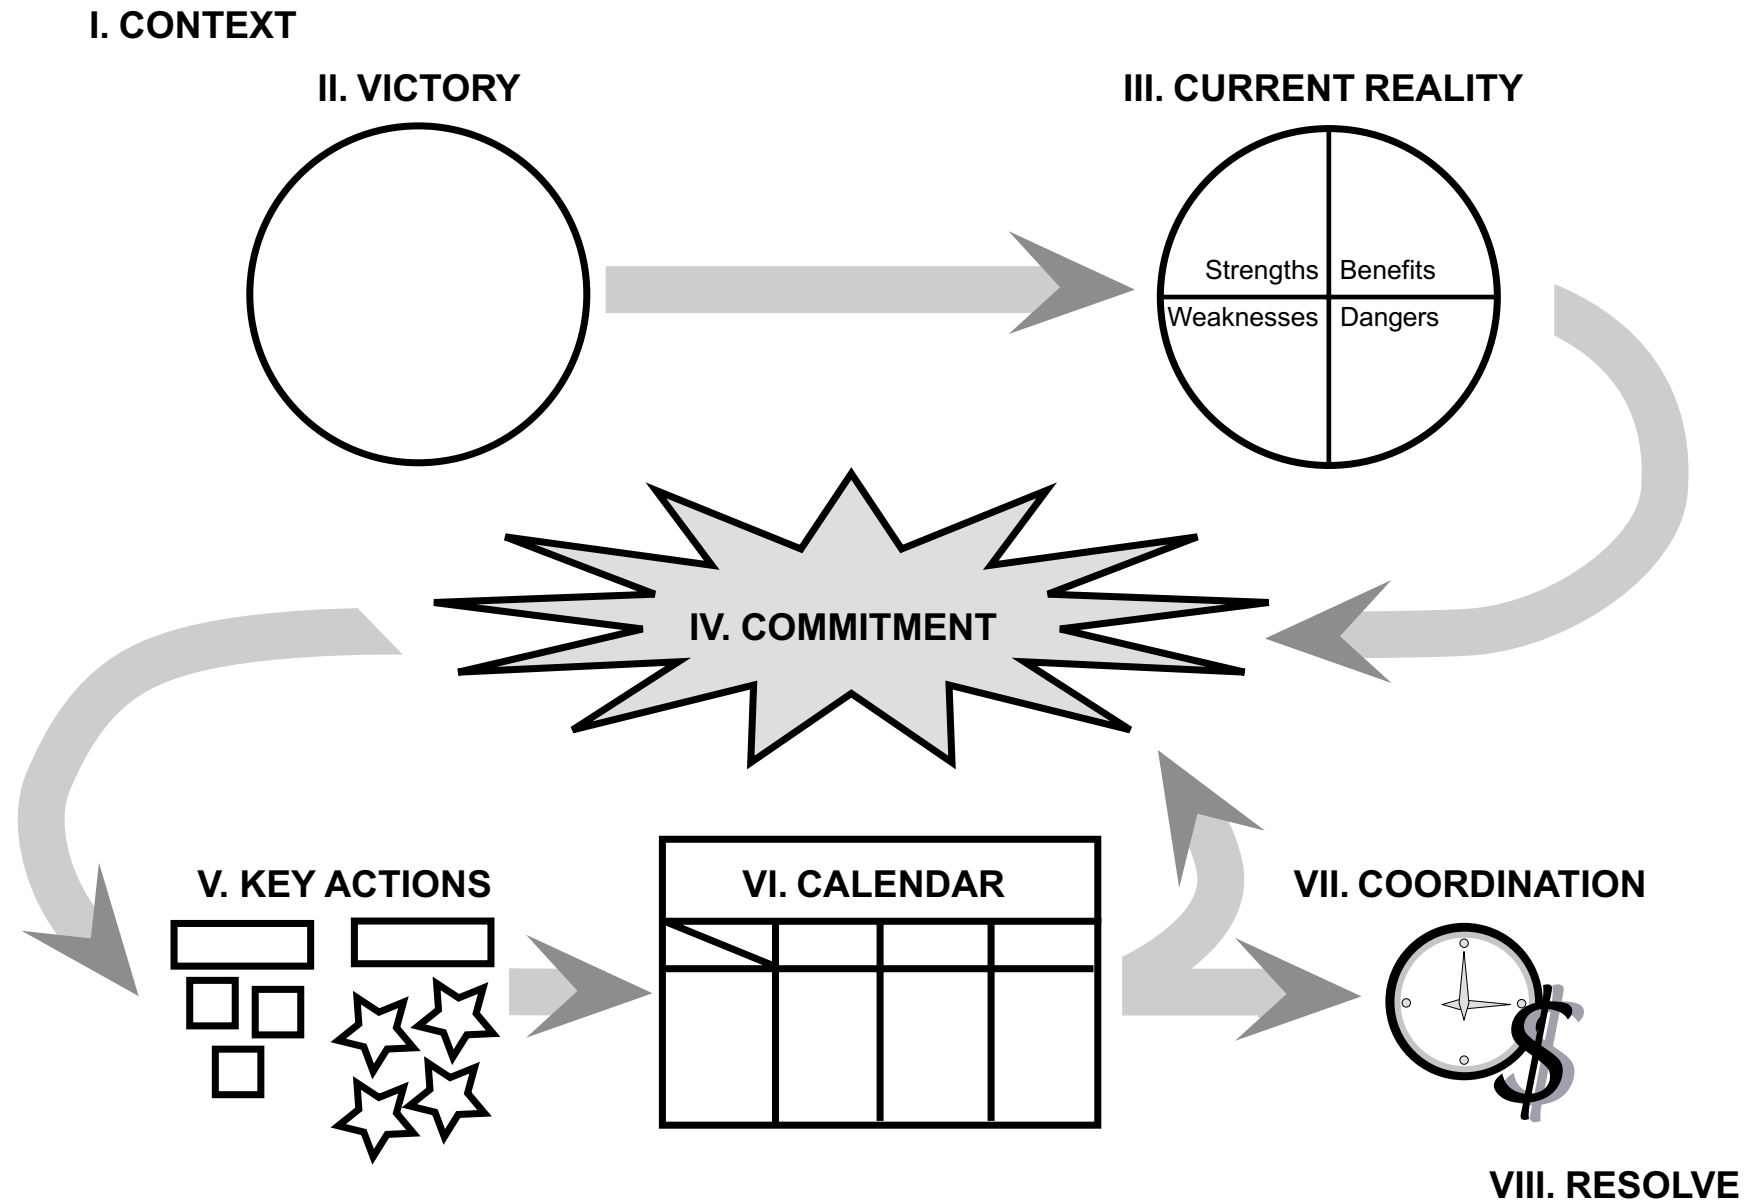 I. CONTEXT
II. VICTORY
III. CURRENT REALITY
Strengths
Benefits
Weaknesses
Dangers
IV. COMMITMENT
V. KEY ACTIONS
VI. CALENDAR
VII. COORDINATION
$
VIII. RESOLVE